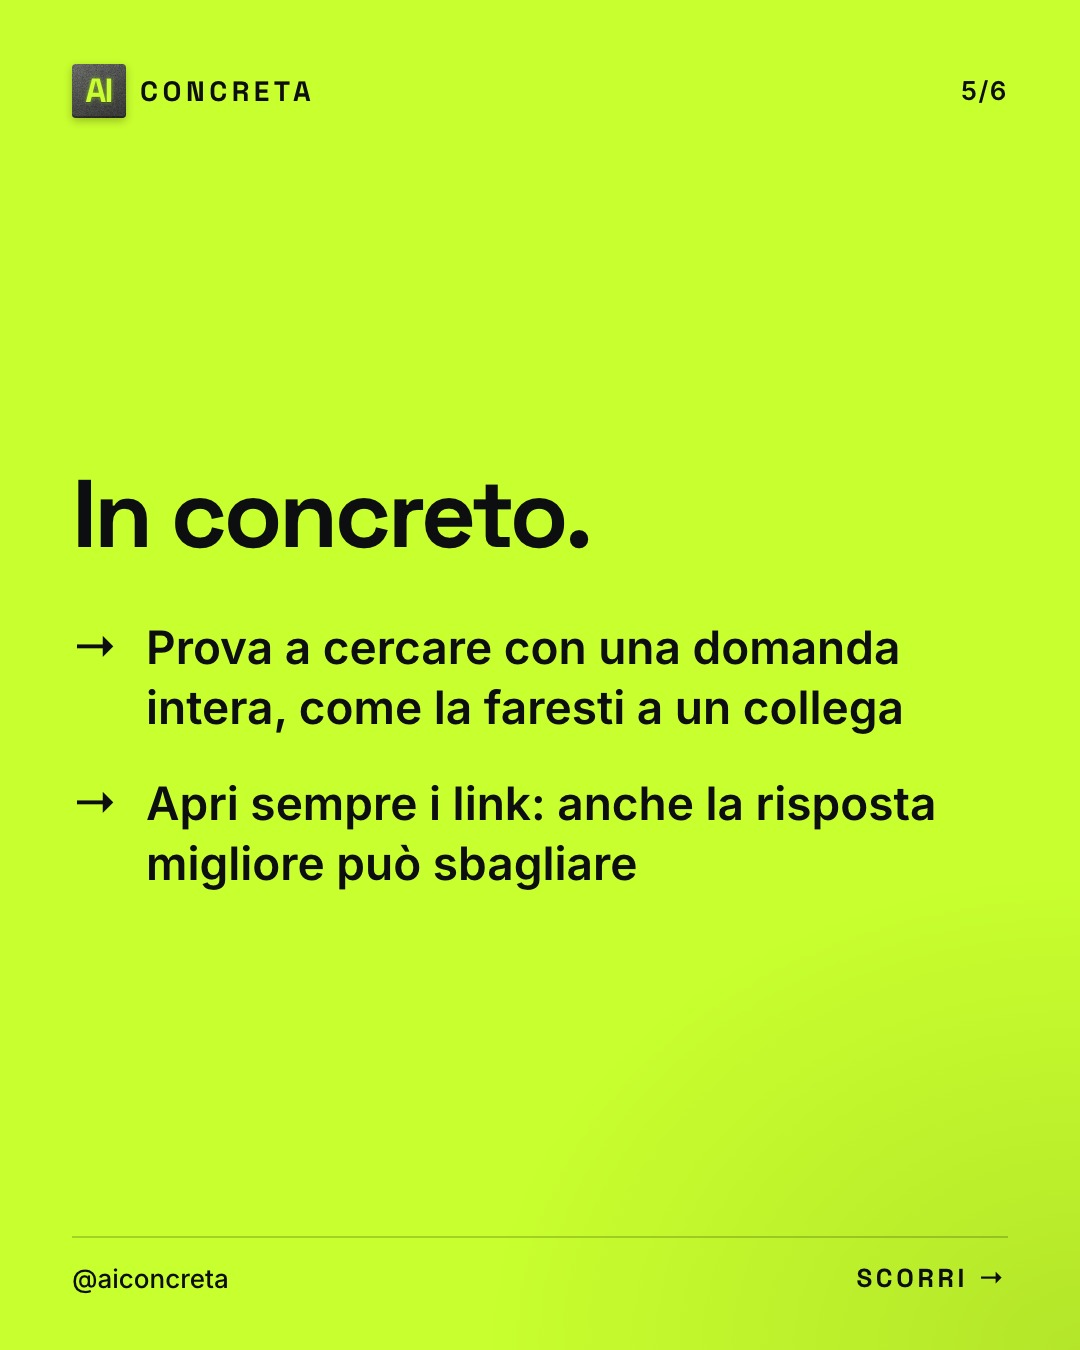 AI CONCRETA
5/6
In concreto.
→ Prova a cercare con una domanda
intera, come la faresti a un collega
→ Apri sempre i link: anche la risposta
migliore può sbagliare
@aiconcreta
SCORRI →